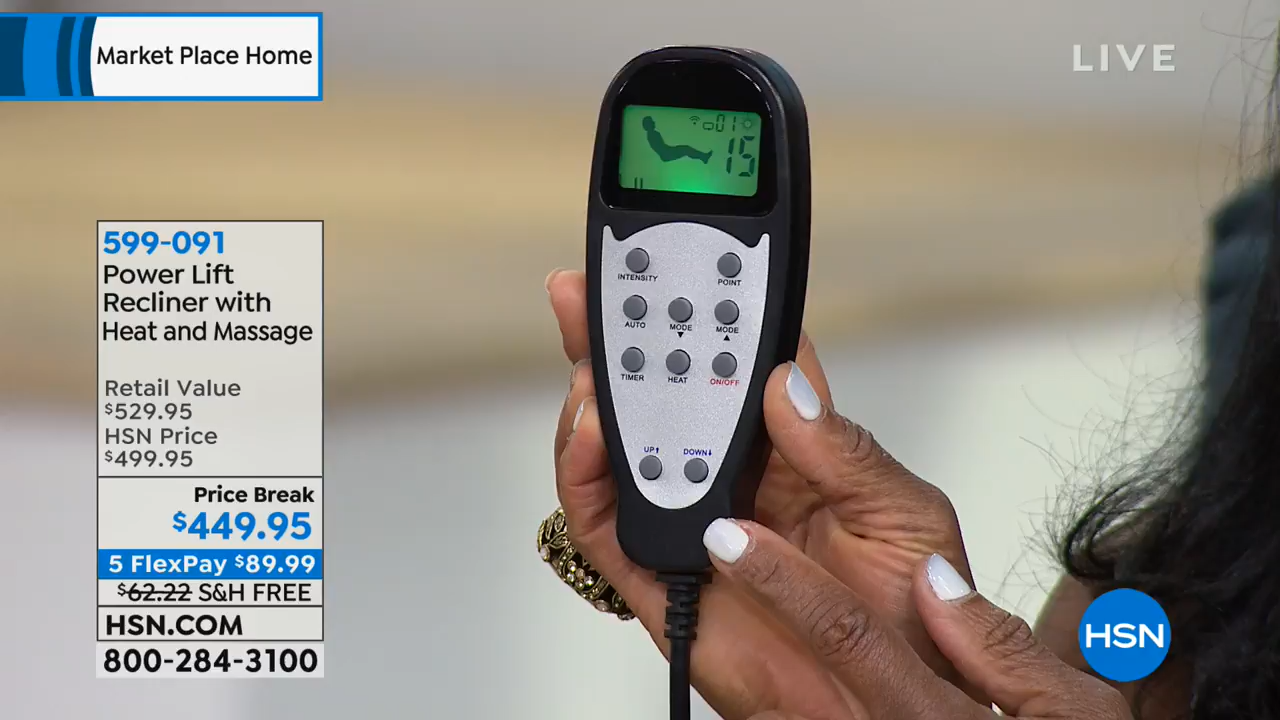 Market Place Home
LIVE
01
15
INTENSITY
POINT
AUTO
MODE
MODE
▼
▲
TIMER
HEAT
ON/OFF
UP↑
DOWN↓
599-091
Power Lift
Recliner with
Heat and Massage
Retail Value
$529.95
HSN Price
$499.95
Price Break
$449.95
5 FlexPay $89.99
$62.22 S&H FREE
HSN.COM
800-284-3100
HSN